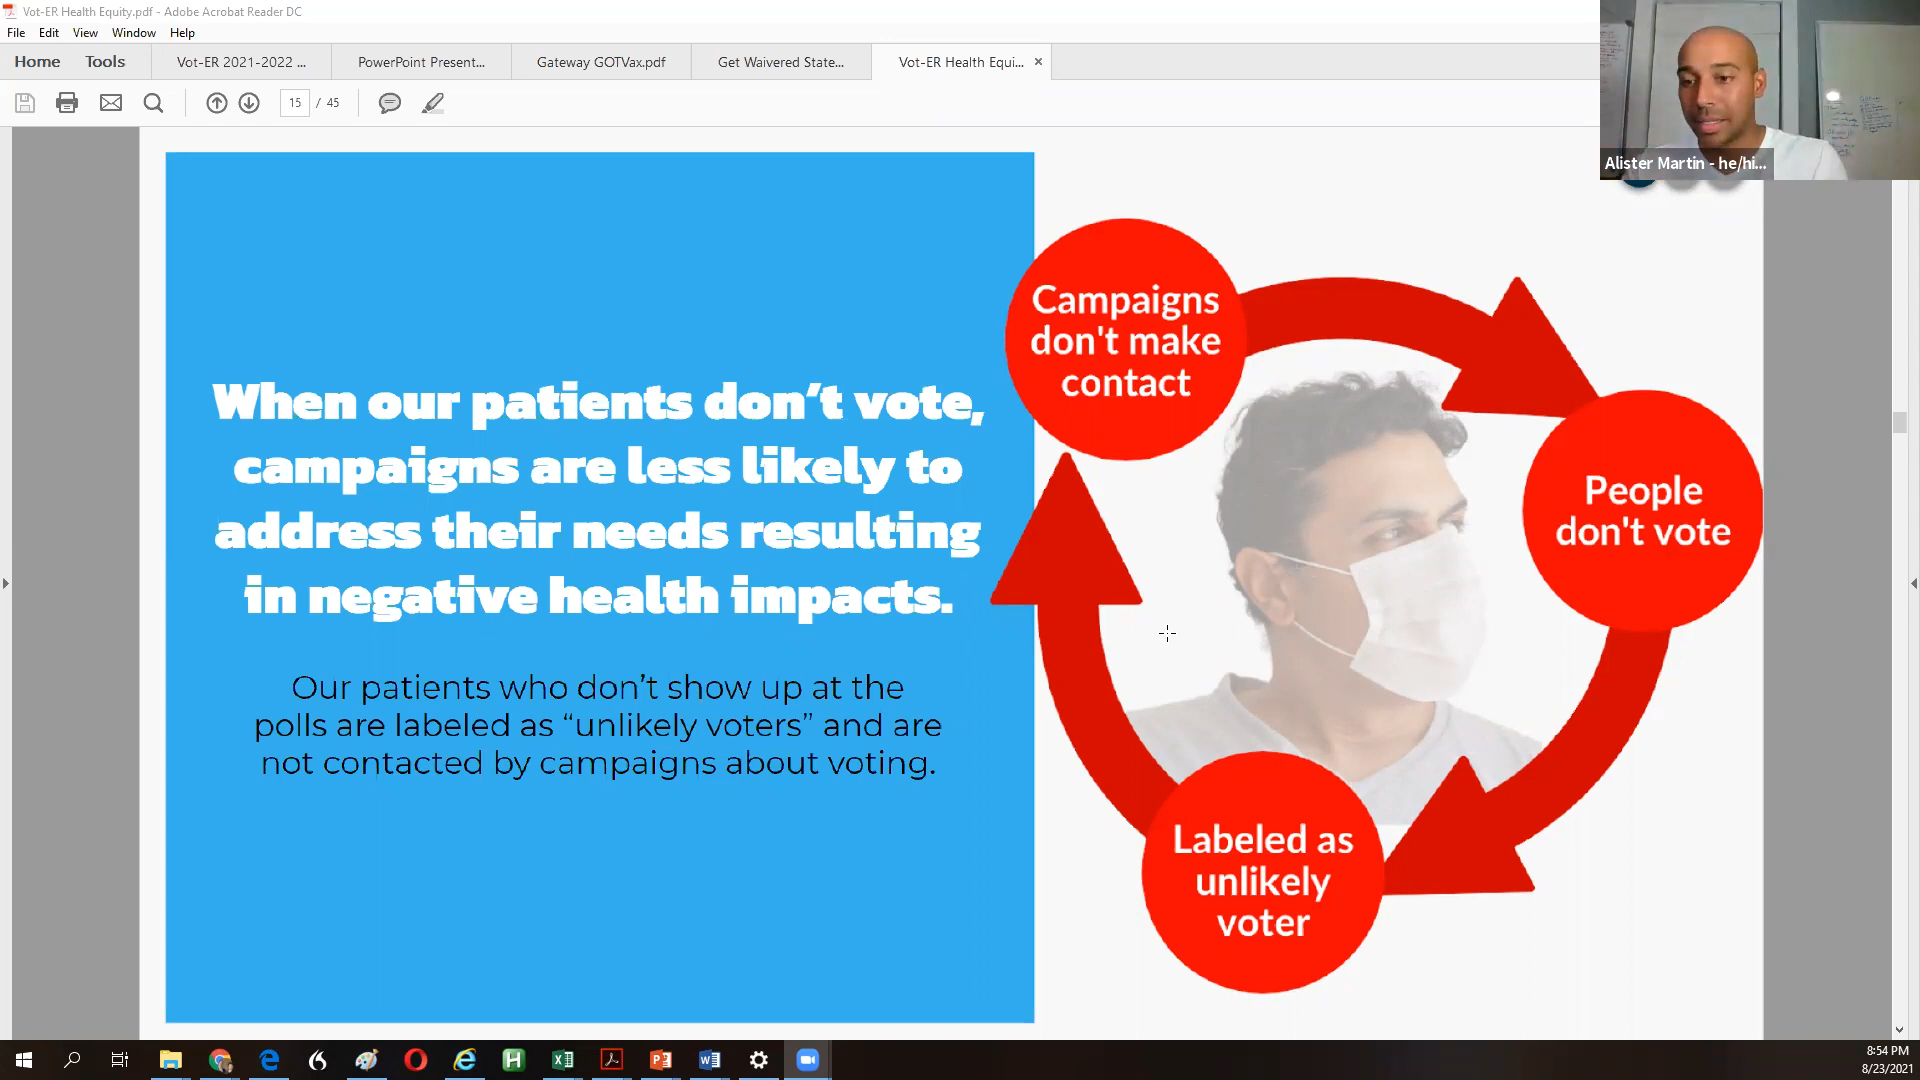 Vot-ER Health Equity.pdf - Adobe Acrobat Reader DC
File Edit View Window Help
Home Tools Vot-ER 2021-2022 ... PowerPoint Present... Gateway GOTVax.pdf Get Waivered State... Vot-ER Health Equi... ×
15 / 45
Alister Martin - he/hi...
When our patients don’t vote,
campaigns are less likely to
address their needs resulting
in negative health impacts.
Our patients who don’t show up at the
polls are labeled as “unlikely voters” and are
not contacted by campaigns about voting.
Campaigns
don't make
contact
People
don't vote
Labeled as
unlikely
voter
8:54 PM
8/23/2021